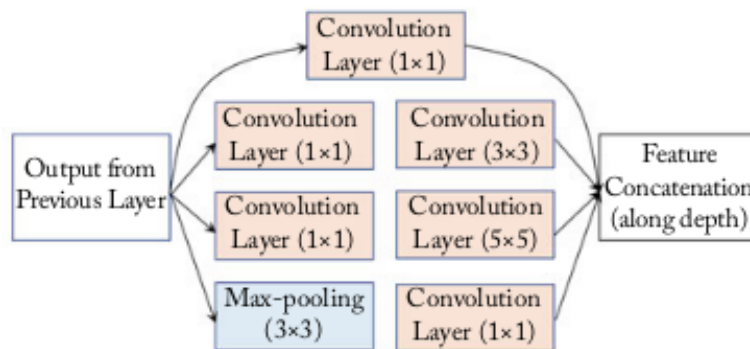 Convolution
Layer (1×1)
Output from
Previous Layer
Convolution
Layer (1×1)
Convolution
Layer (3×3)
Convolution
Layer (1×1)
Convolution
Layer (5×5)
Max-pooling
(3×3)
Convolution
Layer (1×1)
Feature
Concatenation
(along depth)